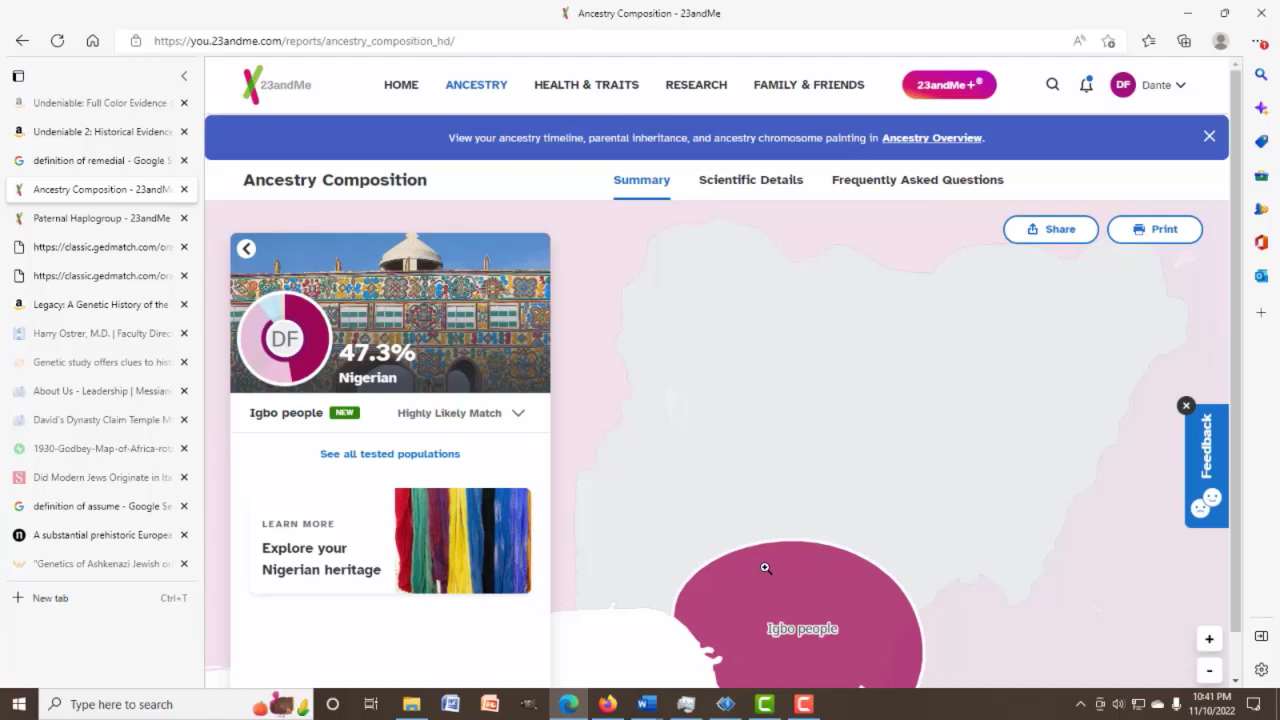 Ancestry Composition - 23andMe
https://you.23andme.com/reports/ancestry_composition_hd/
Undeniable: Full Color Evidence o
Undeniable 2: Historical Evidence
definition of remedial - Google S
Ancestry Composition - 23andMe
Paternal Haplogroup - 23andMe
https://classic.gedmatch.com/ora
https://classic.gedmatch.com/ora
Legacy: A Genetic History of the
Harry Ostrer, M.D. | Faculty Direct
Genetic study offers clues to hist
About Us - Leadership | Messian
David's Dynasty Claim Temple M
1930-Godbey-Map-of-Africa-rot
Did Modern Jews Originate in Ita
definition of assume - Google Se
A substantial prehistoric Europea
"Genetics of Ashkenazi Jewish or
New tab Ctrl+T
23andMe
HOME ANCESTRY HEALTH & TRAITS RESEARCH FAMILY & FRIENDS 23andMe+® DF Dante
View your ancestry timeline, parental inheritance, and ancestry chromosome painting in Ancestry Overview.
Ancestry Composition Summary Scientific Details Frequently Asked Questions
Share Print
DF
47.3%
Nigerian
Igbo people NEW Highly Likely Match
See all tested populations
LEARN MORE
Explore your
Nigerian heritage
Igbo people
Feedback
+
-
Type here to search
10:41 PM
11/10/2022